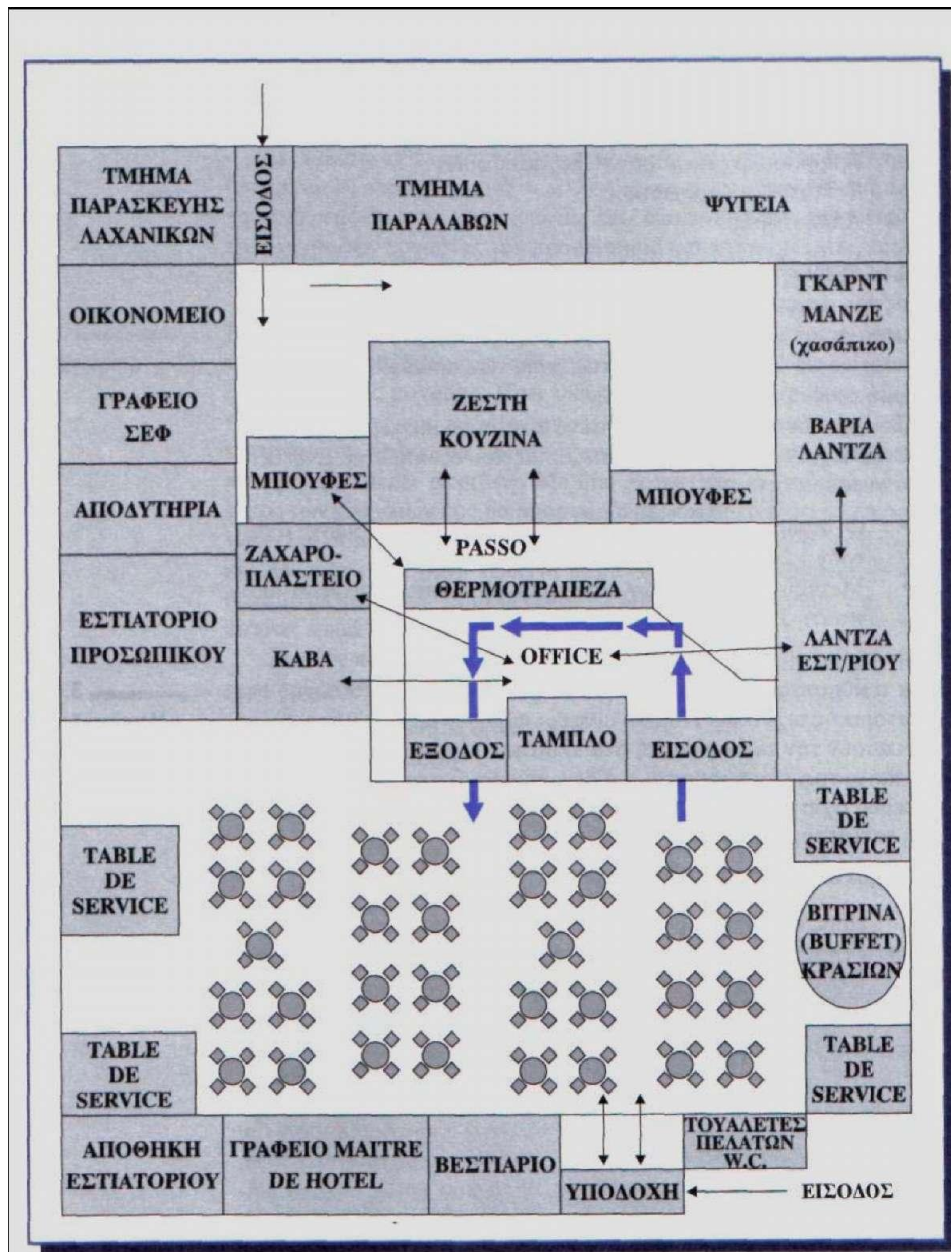 ΤΜΗΜΑ
ΠΑΡΑΣΚΕΥΗΣ
ΛΑΧΑΝΙΚΩΝ
ΕΙΣΟΔΟΣ
ΤΜΗΜΑ
ΠΑΡΑΛΑΒΩΝ
ΨΥΓΕΙΑ
ΟΙΚΟΝΟΜΕΙΟ
ΓΚΑΡΝΤ
ΜΑΝΖΕ
(χασάπικο)
ΓΡΑΦΕΙΟ
ΣΕΦ
ΖΕΣΤΗ
ΚΟΥΖΙΝΑ
ΒΑΡΙΑ
ΛΑΝΤΖΑ
ΜΠΟΥΦΕΣ
ΜΠΟΥΦΕΣ
ΑΠΟΔΥΤΗΡΙΑ
ΖΑΧΑΡΟ-
ΠΛΑΣΤΕΙΟ
PASSO
ΘΕΡΜΟΤΡΑΠΕΖΑ
ΕΣΤΙΑΤΟΡΙΟ
ΠΡΟΣΩΠΙΚΟΥ
ΚΑΒΑ
OFFICE
ΛΑΝΤΖΑ
ΕΣΤ/ΡΙΟΥ
3.
ΕΞΟΔΟΣ
ΤΑΜΠΛΟ
ΕΙΣΟΔΟΣ
TABLE
DE
SERVICE
TABLE
DE
SERVICE
ΒΙΤΡΙΝΑ
(BUFFET)
ΚΡΑΣΙΩΝ
TABLE
DE
SERVICE
TABLE
DE
SERVICE
ΑΠΟΘΗΚΗ
ΕΣΤΙΑΤΟΡΙΟΥ
ΓΡΑΦΕΙΟ MAITRE
DE HOTEL
ΒΕΣΤΙΑΡΙΟ
ΤΟΥΑΛΕΤΕΣ
ΠΕΛΑΤΩΝ
W.C.
ΥΠΟΔΟΧΗ
ΕΙΣΟΔΟΣ